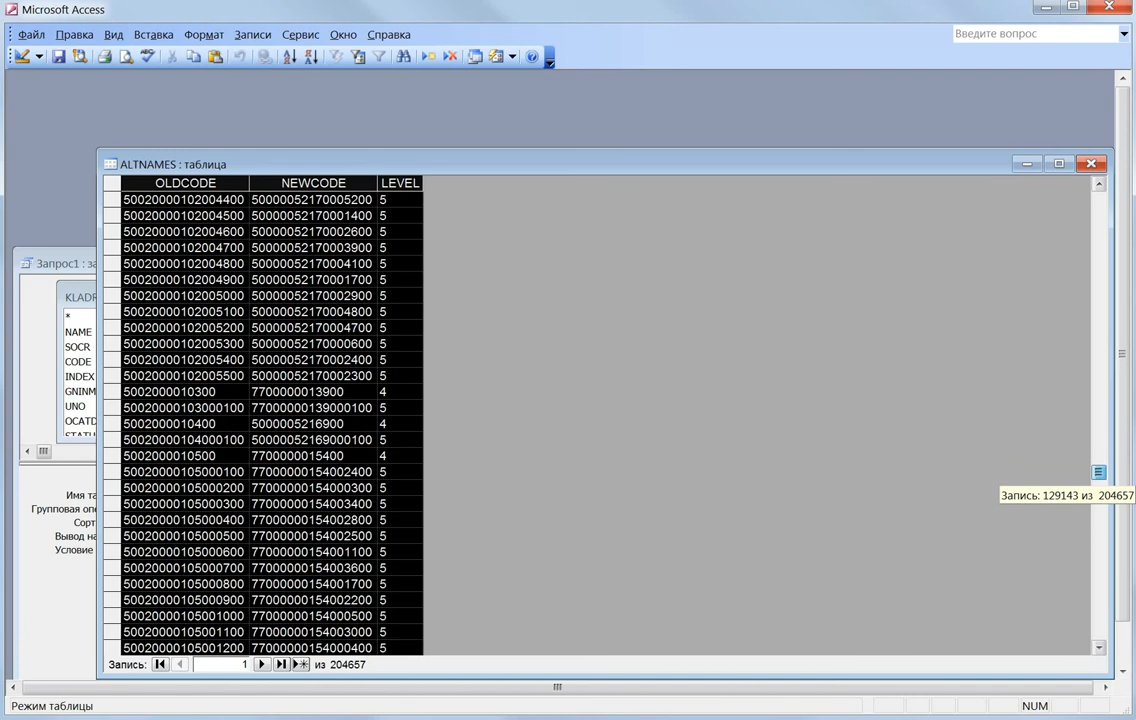 Microsoft Access
Файл Правка Вид Вставка Формат Записи Сервис Окно Справка
Введите вопрос
ALTNAMES : таблица
OLDCODE NEWCODE LEVEL
50020000102004400 50000052170005200 5
50020000102004500 50000052170001400 5
50020000102004600 50000052170002600 5
50020000102004700 50000052170003900 5
50020000102004800 50000052170004100 5
50020000102004900 50000052170001700 5
50020000102005000 50000052170002900 5
50020000102005100 50000052170004800 5
50020000102005200 50000052170004700 5
50020000102005300 50000052170000600 5
50020000102005400 50000052170002400 5
50020000102005500 50000052170002300 5
5002000010300 7700000013900 4
50020000103000100 77000000139000100 5
5002000010400 5000005216900 4
50020000104000100 50000052169000100 5
5002000010500 7700000015400 4
50020000105000100 77000000154002400 5
50020000105000200 77000000154000300 5
50020000105000300 77000000154003400 5
50020000105000400 77000000154002800 5
50020000105000500 77000000154002500 5
50020000105000600 77000000154001100 5
50020000105000700 77000000154003600 5
50020000105000800 77000000154001700 5
50020000105000900 77000000154002200 5
50020000105001000 77000000154000500 5
50020000105001100 77000000154003000 5
50020000105001200 77000000154000400 5
Запись: 1 из 204657
Запись: 129143 из 204657
Запрос1 : за
KLADR
*
NAME
SOCR
CODE
INDEX
GNINM
UNO
OCATD
STATU
Имя та
Групповая опе
Сорт
Вывод на
Условие
Режим таблицы
NUM